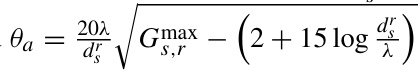 θ_a = \frac{20λ}{d_s^r} \sqrt{G_{s,r}^{max} − \left(2 + 15 log \frac{d_s^r}{λ}\right)}